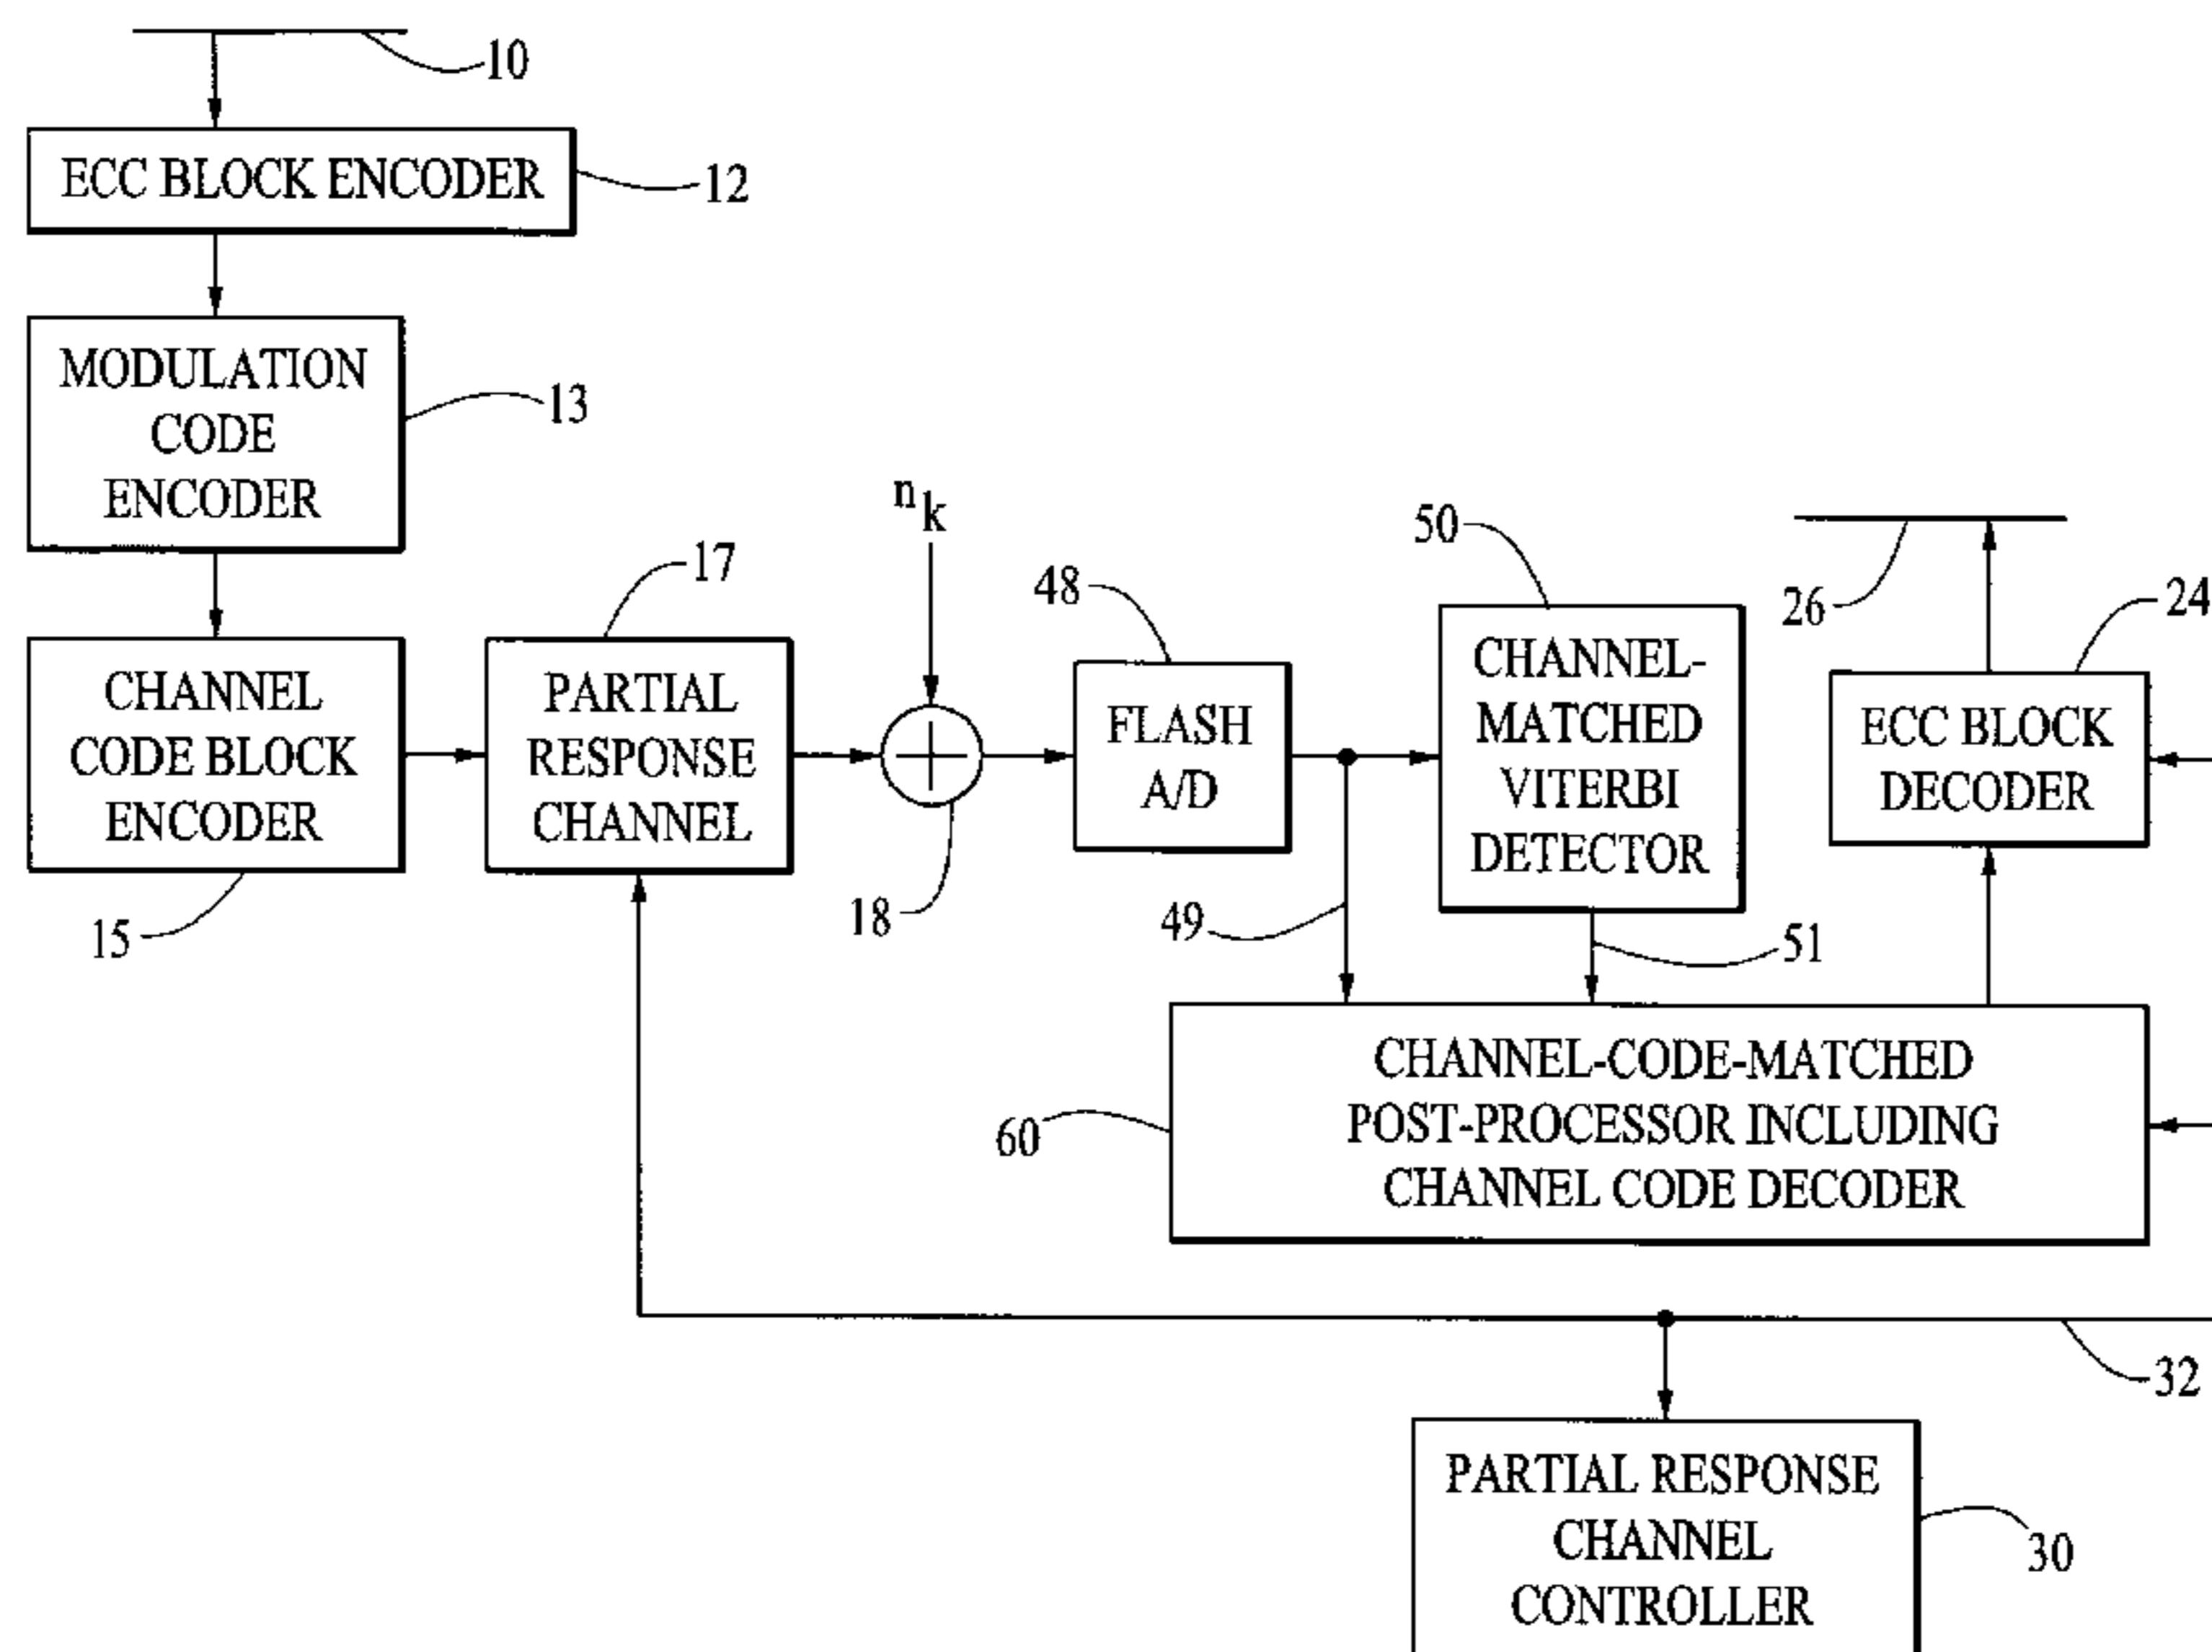 10
ECC BLOCK ENCODER
12
MODULATION
CODE
ENCODER
13
CHANNEL
CODE BLOCK
ENCODER
15
PARTIAL
RESPONSE
CHANNEL
17
n k
18
FLASH
A/D
48
49
CHANNEL-
MATCHED
VITERBI
DETECTOR
50
51
26
ECC BLOCK
DECODER
24
CHANNEL-CODE-MATCHED
POST-PROCESSOR INCLUDING
CHANNEL CODE DECODER
60
32
PARTIAL RESPONSE
CHANNEL
CONTROLLER
30